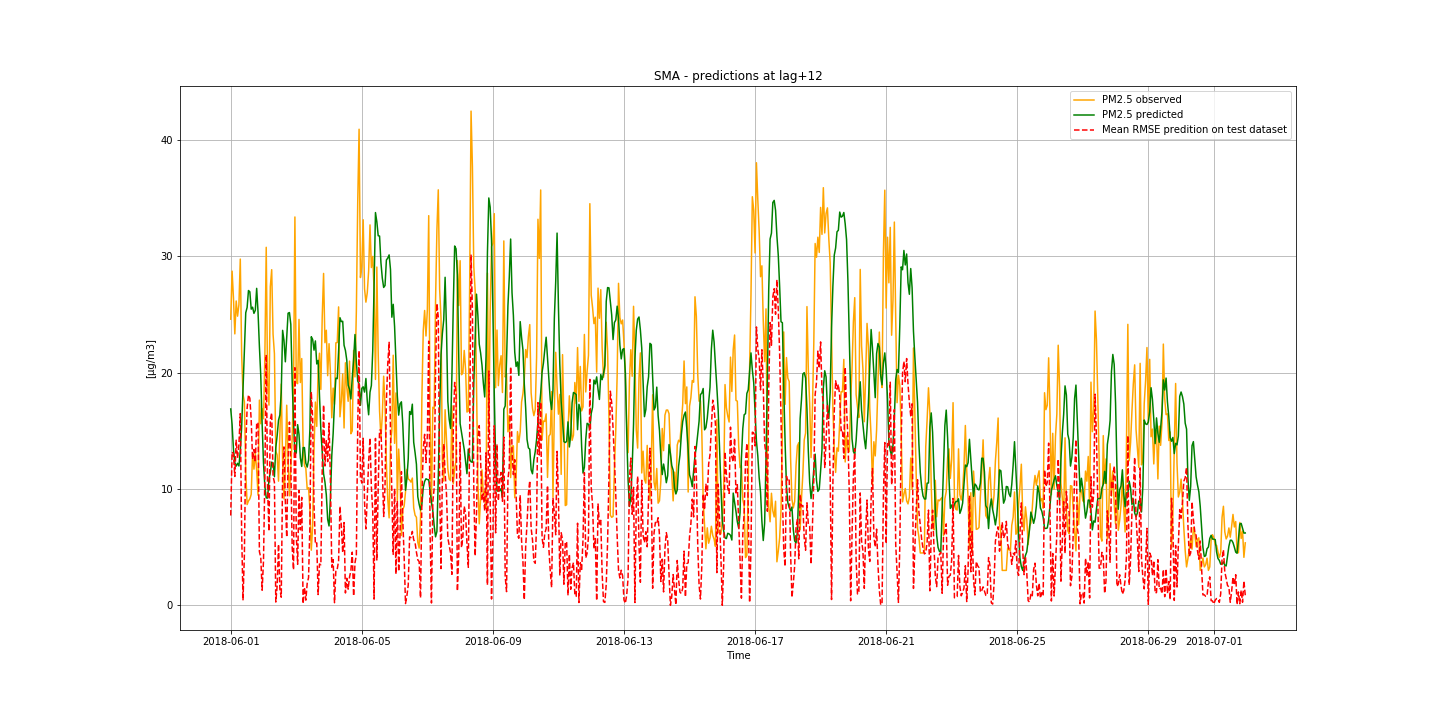 SMA - predictions at lag+12
PM2.5 observed
PM2.5 predicted
Mean RMSE predition on test dataset
40
30
20
10
0
[µg/m3]
2018-06-01 2018-06-05 2018-06-09 2018-06-13 2018-06-17 2018-06-21 2018-06-25 2018-06-29 2018-07-01
Time